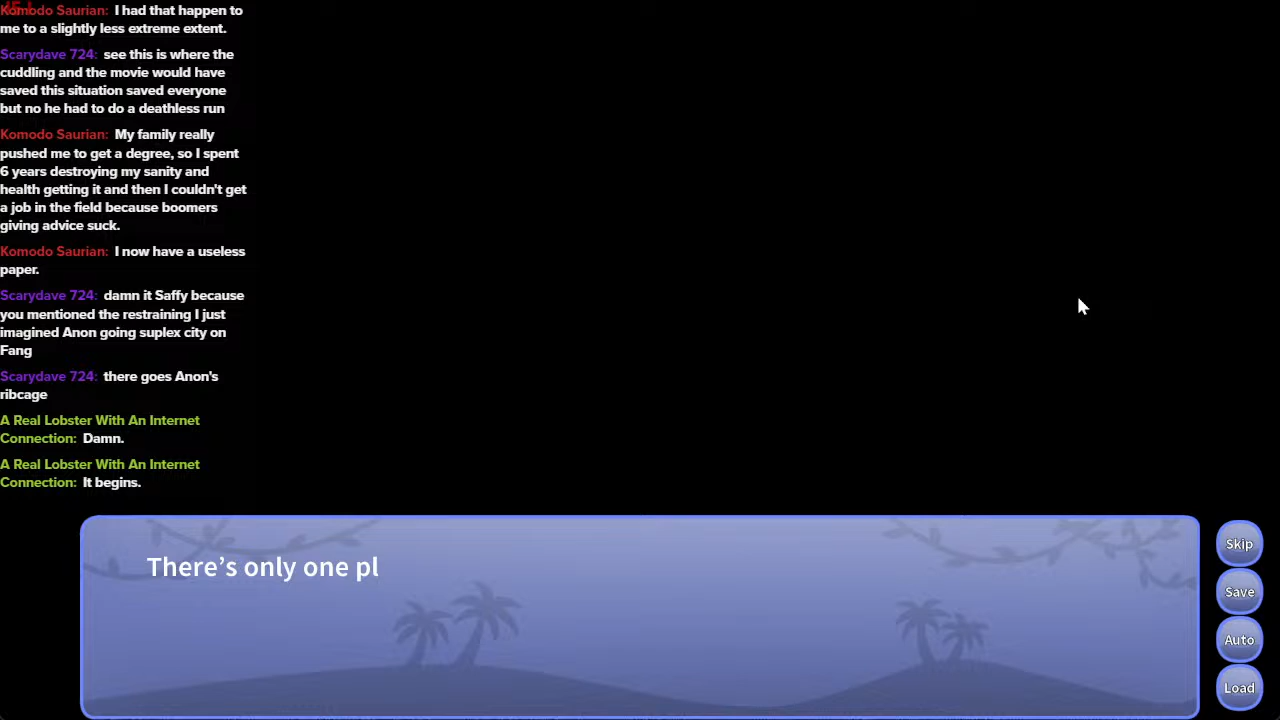 Komodo Saurian: I had that happen to
me to a slightly less extreme extent.
Scarydave 724: see this is where the
cuddling and the movie would have
saved this situation saved everyone
but no he had to do a deathless run
Komodo Saurian: My family really
pushed me to get a degree, so I spent
6 years destroying my sanity and
health getting it and then I couldn't get
a job in the field because boomers
giving advice suck.
Komodo Saurian: I now have a useless
paper.
Scarydave 724: damn it Saffy because
you mentioned the restraining I just
imagined Anon going suplex city on
Fang
Scarydave 724: there goes Anon's
ribcage
A Real Lobster With An Internet
Connection: Damn.
A Real Lobster With An Internet
Connection: It begins.
There’s only one pl
Skip
Save
Auto
Load